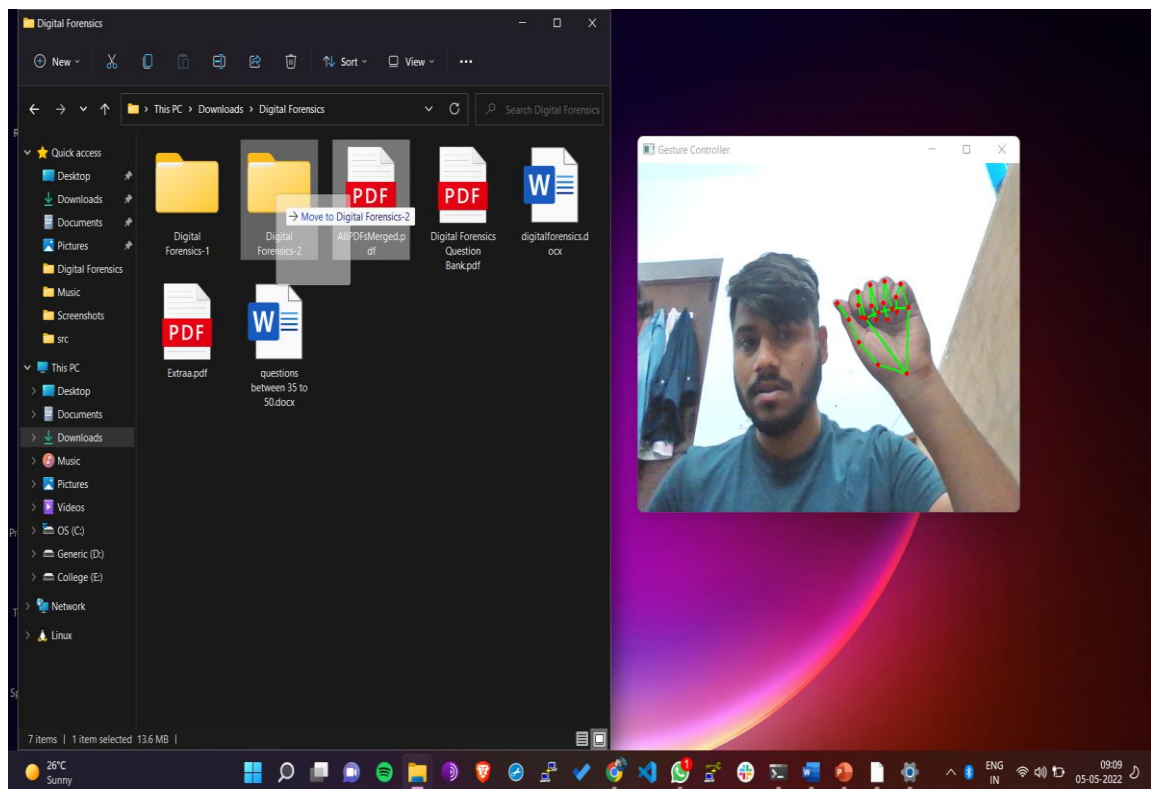 Digital Forensics
New
Sort
View
This PC > Downloads > Digital Forensics
Search Digital Forensics
Quick access
Desktop
Downloads
Documents
Pictures
Digital Forensics
Music
Screenshots
src
This PC
Desktop
Documents
Downloads
Music
Pictures
Videos
OS (C:)
Generic (D:)
College (E:)
Network
Linux
PDF
PDF
W
→ Move to Digital Forensics-2
Digital
Forensics-1
Digital
Forensics-2
AllPDFsMerged.p
df
Digital Forensics
Question
Bank.pdf
digitalforensics.d
ocx
PDF
W
Extraa.pdf
questions
between 35 to
50.docx
7 items | 1 item selected 13.6 MB |
Gesture Controller
26°C
Sunny
ENG
IN
09:09
05-05-2022